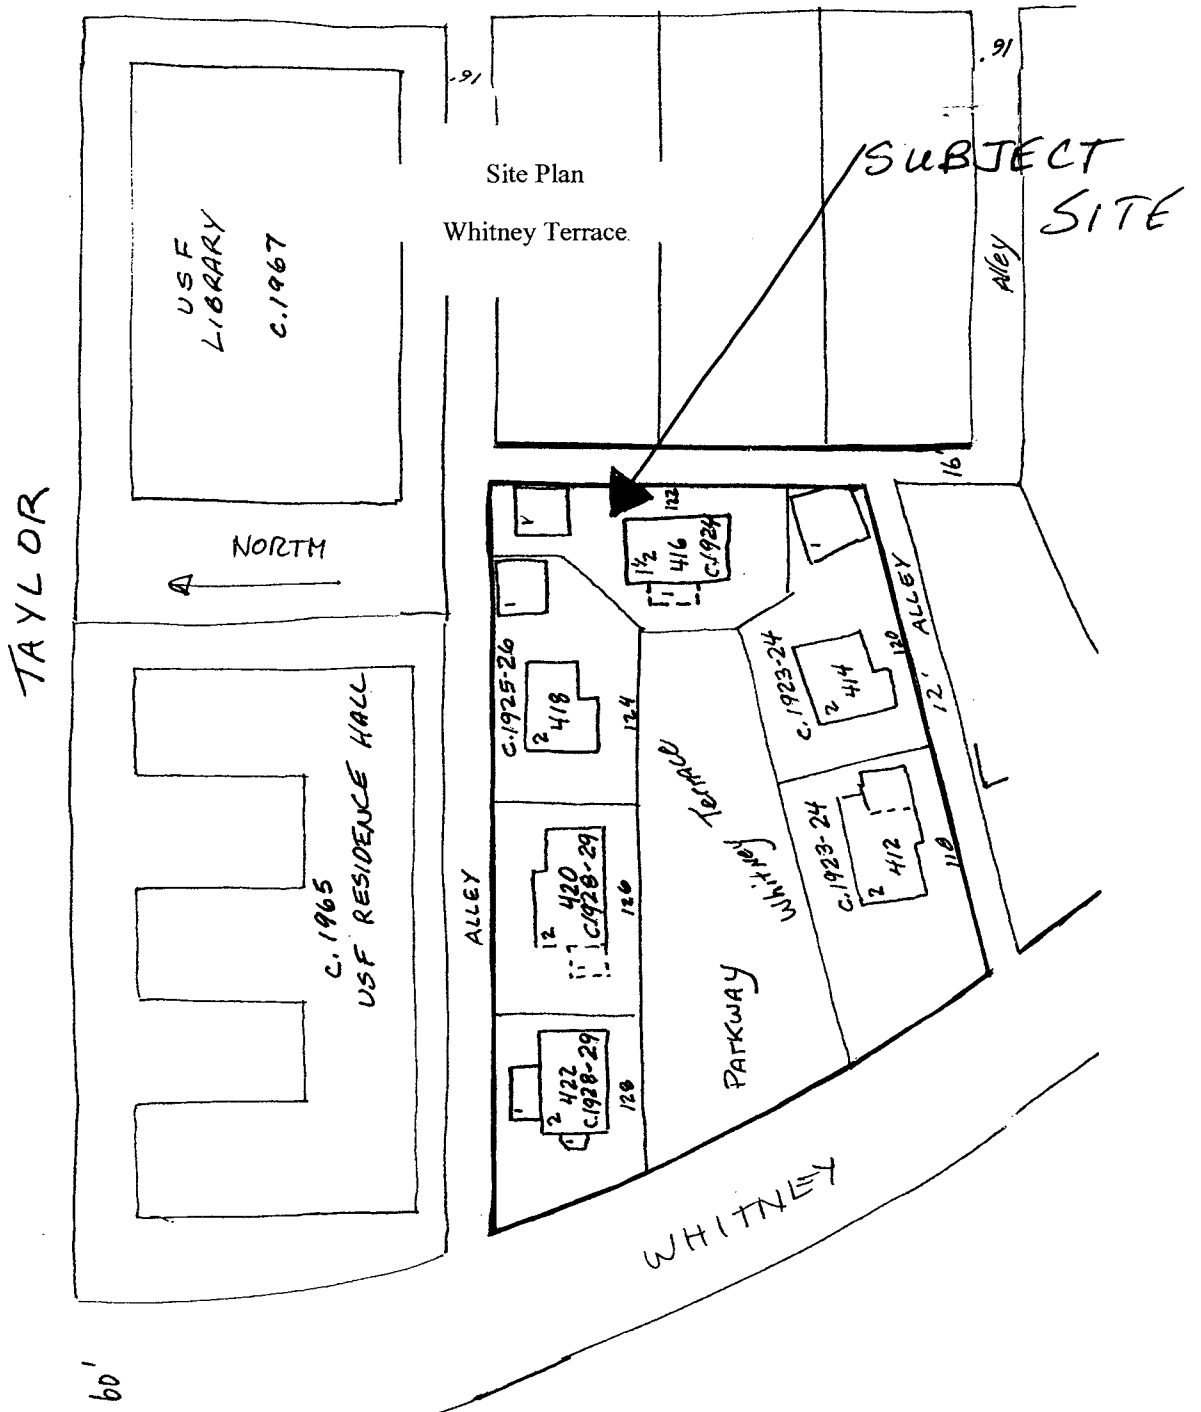 16'
16'
Site Plan
Whitney Terrace
SUBJECT
SITE
USF
LIBRARY
c.1967
Alley
16'
TAYLOR
NORTH
122
1½
416
c.1924
1
1
ALLEY
12'
120
c.1925-26
2
418
124
c.1923-24
2
414
c.1965
USF RESIDENCE HALL
ALLEY
Whitney Terrace
PARKWAY
12
420
c.1928-29
126
c.1923-24
2
412
118
1
2
422
c.1928-29
128
WHITNEY
60'